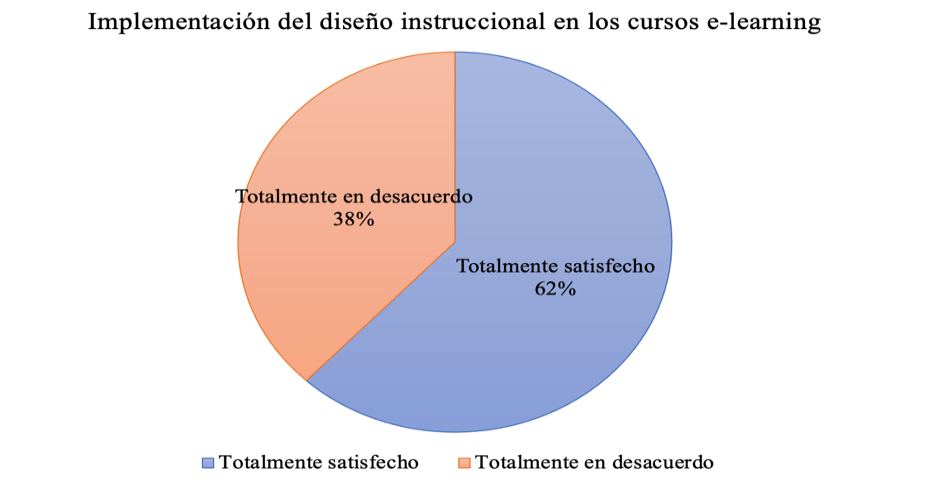 Implementación del diseño instruccional en los cursos e-learning
Totalmente en desacuerdo
38%
Totalmente satisfecho
62%
Totalmente satisfecho
Totalmente en desacuerdo